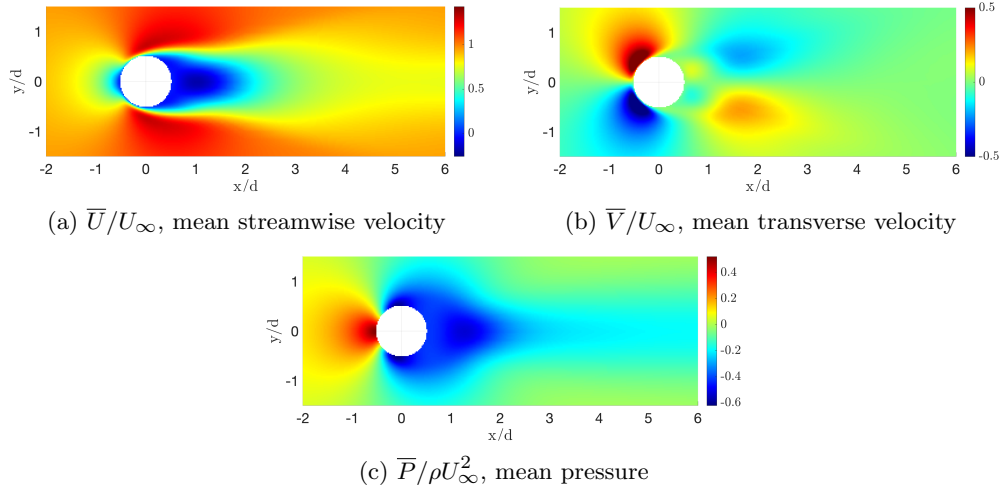 1
0
-1
y/d
-2 -1 0 1 2 3 4 5 6
x/d
1
0.5
0
(a) U̅/U∞, mean streamwise velocity
1
0
-1
y/d
-2 -1 0 1 2 3 4 5 6
x/d
0.5
0
-0.5
(b) V̅/U∞, mean transverse velocity
1
0
-1
y/d
-2 -1 0 1 2 3 4 5 6
x/d
0.4
0.2
0
-0.2
-0.4
-0.6
(c) P̅/ρU²∞, mean pressure